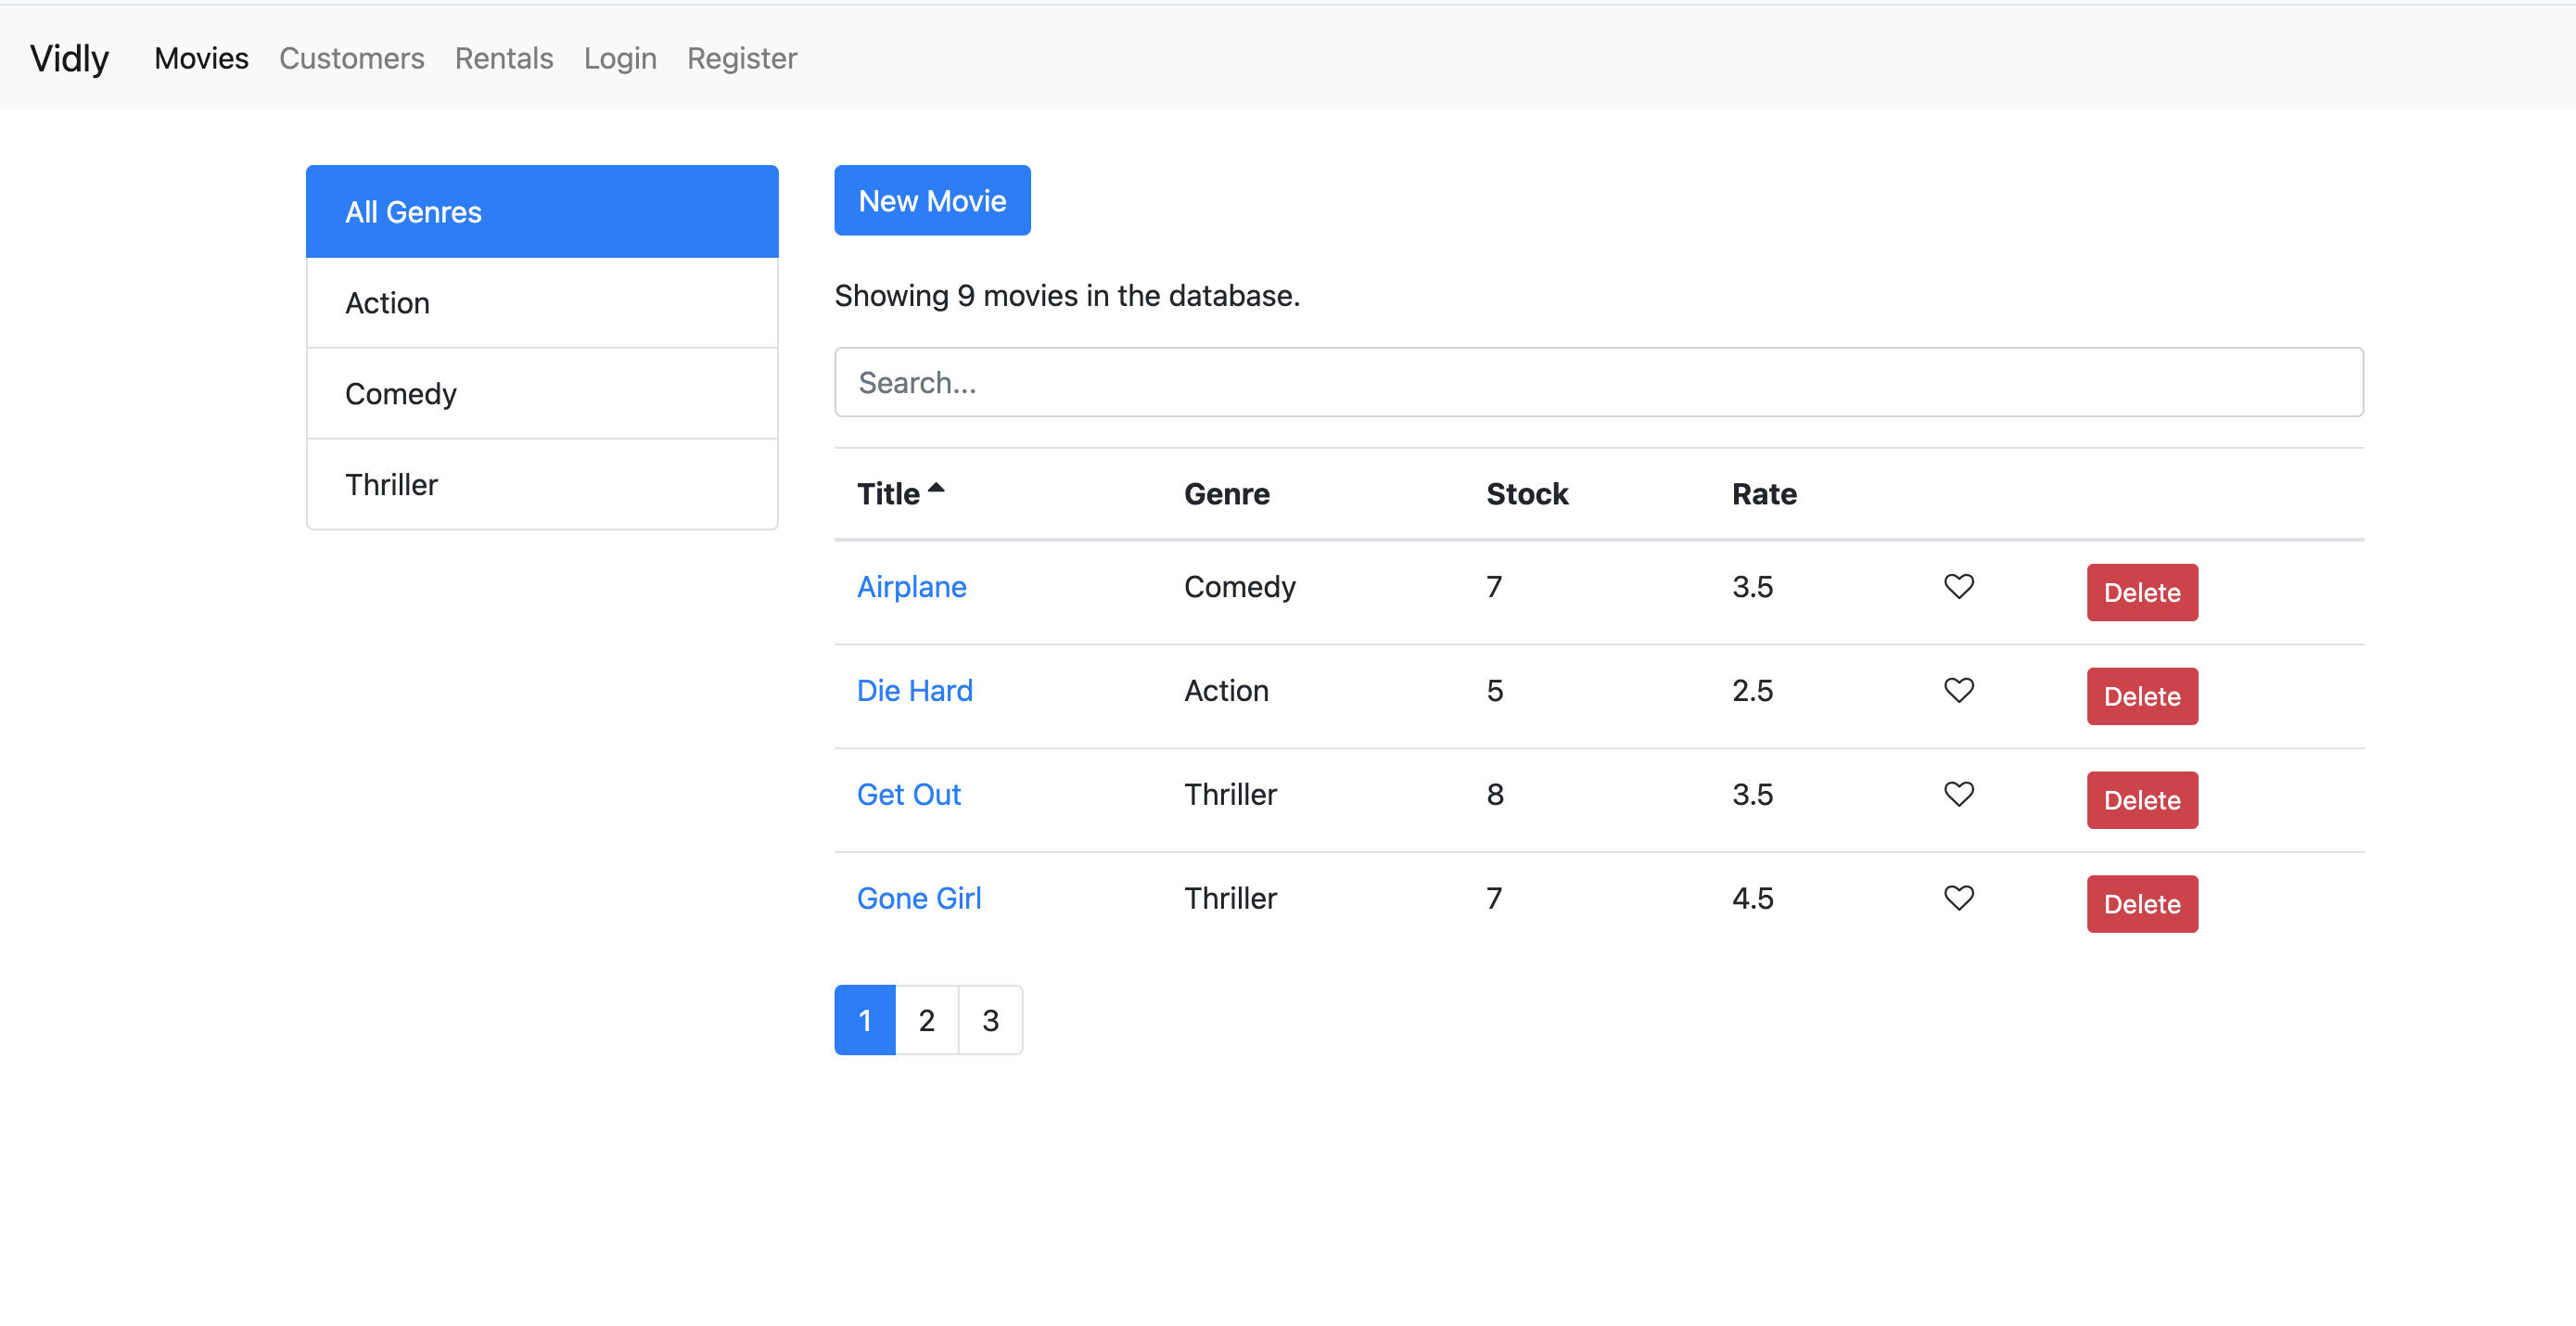 Vidly Movies Customers Rentals Login Register
All Genres
Action
Comedy
Thriller
New Movie
Showing 9 movies in the database.
Search...
Title Genre Stock Rate
Airplane Comedy 7 3.5 Delete
Die Hard Action 5 2.5 Delete
Get Out Thriller 8 3.5 Delete
Gone Girl Thriller 7 4.5 Delete
1 2 3